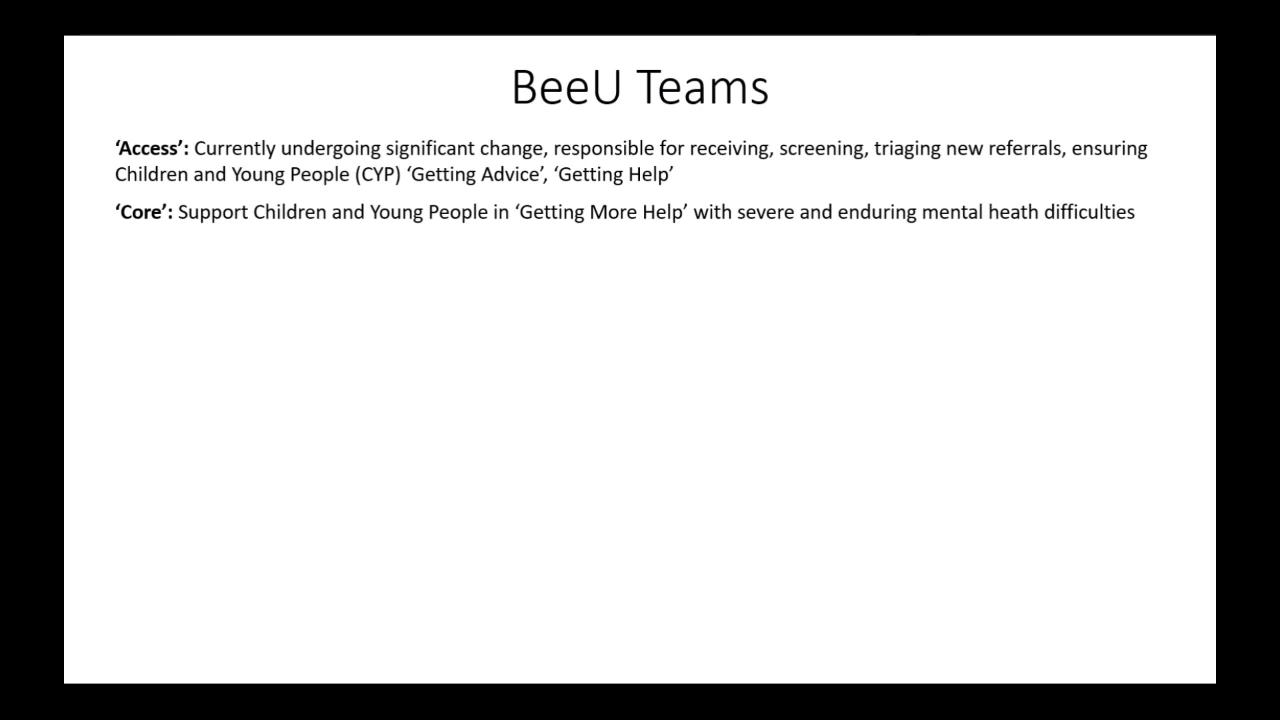 BeeU Teams
‘Access’: Currently undergoing significant change, responsible for receiving, screening, triaging new referrals, ensuring
Children and Young People (CYP) ‘Getting Advice’, ‘Getting Help’
‘Core’: Support Children and Young People in ‘Getting More Help’ with severe and enduring mental heath difficulties